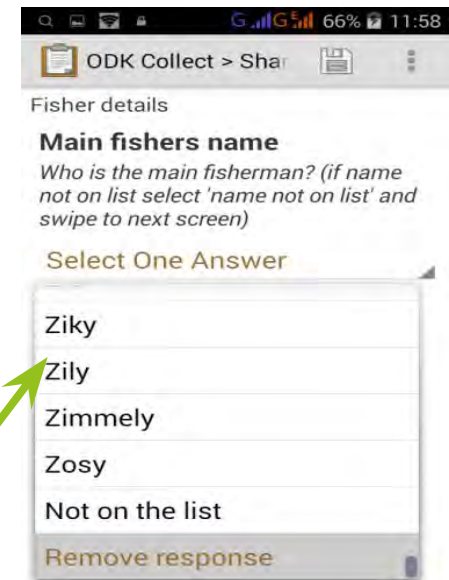 G G 5 66% 11:58
ODK Collect > Sha
Fisher details
Main fishers name
Who is the main fisherman? (if name
not on list select 'name not on list' and
swipe to next screen)
Select One Answer
Ziky
Zily
Zimmely
Zosy
Not on the list
Remove response